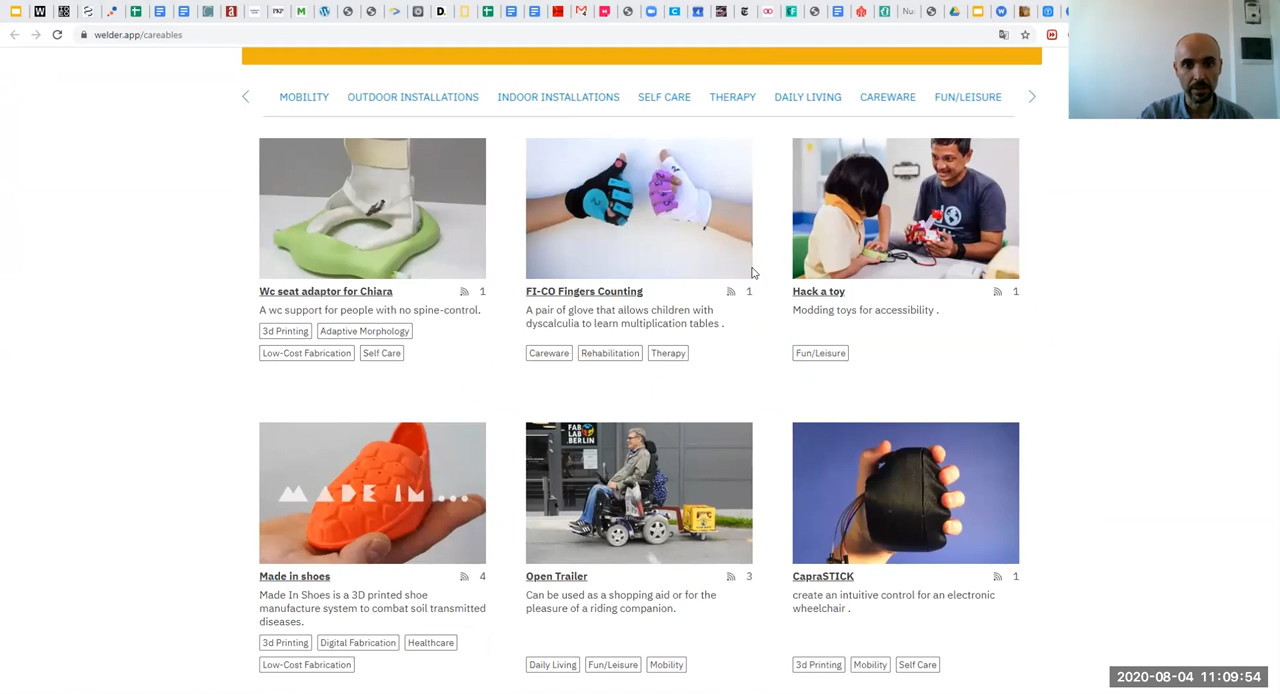 welder.app/careables
MOBILITY OUTDOOR INSTALLATIONS INDOOR INSTALLATIONS SELF CARE THERAPY DAILY LIVING CAREWARE FUN/LEISURE
Wc seat adaptor for Chiara 1
A wc support for people with no spine-control.
3d Printing Adaptive Morphology
Low-Cost Fabrication Self Care
FI-CO Fingers Counting 1
A pair of glove that allows children with
dyscalculia to learn multiplication tables .
Careware Rehabilitation Therapy
Hack a toy 1
Modding toys for accessibility .
Fun/Leisure
MADE IM...
Made in shoes 4
Made In Shoes is a 3D printed shoe
manufacture system to combat soil transmitted
diseases.
3d Printing Digital Fabrication Healthcare
Low-Cost Fabrication
FAB
LAB
BERLIN
Open Trailer 3
Can be used as a shopping aid or for the
pleasure of a riding companion.
Daily Living Fun/Leisure Mobility
CapraSTICK 1
create an intuitive control for an electronic
wheelchair .
3d Printing Mobility Self Care
2020-08-04 11:09:54